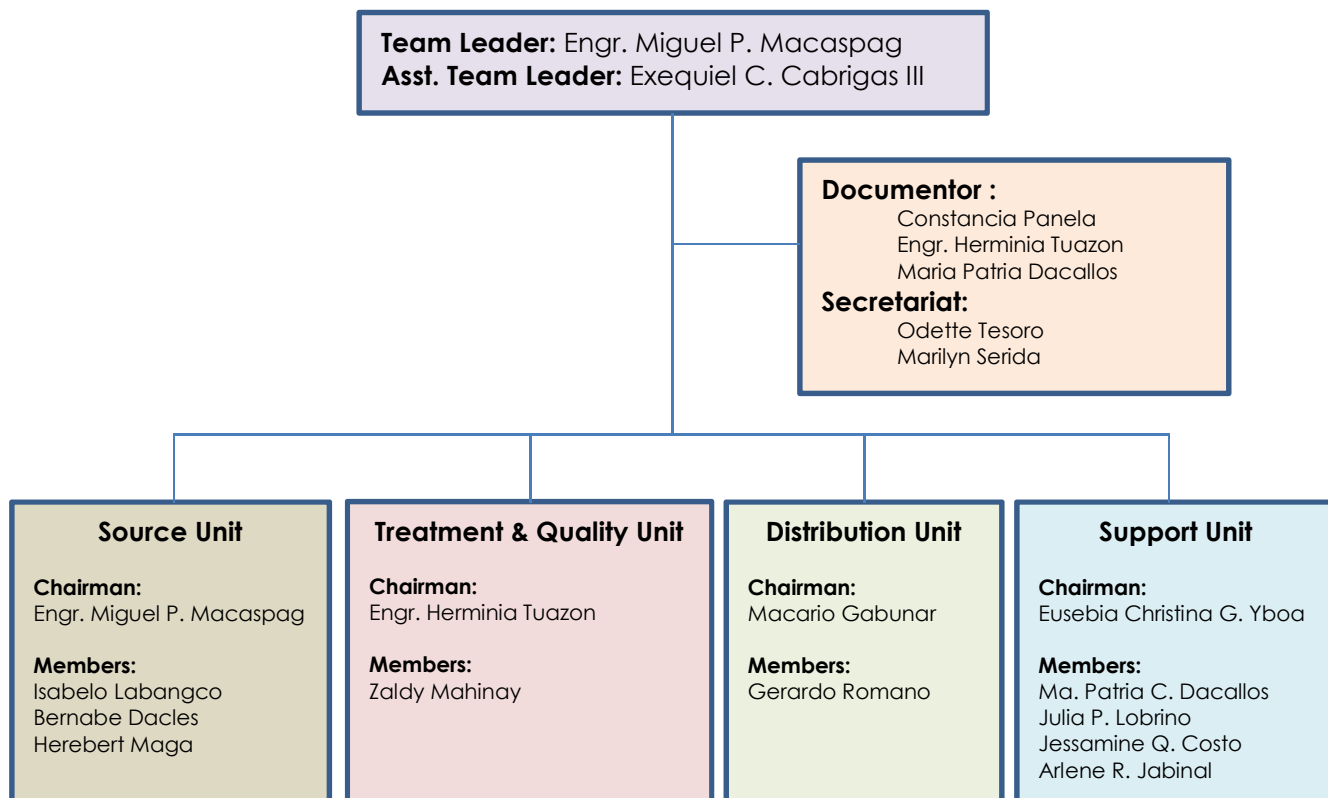 Team Leader: Engr. Miguel P. Macaspag
Asst. Team Leader: Exequiel C. Cabrigas III
Documentor :
Constancia Panela
Engr. Herminia Tuazon
Maria Patria Dacallos
Secretariat:
Odette Tesoro
Marilyn Serida
Source Unit
Chairman:
Engr. Miguel P. Macaspag
Members:
Isabelo Labangco
Bernabe Dacles
Herebert Maga
Treatment & Quality Unit
Chairman:
Engr. Herminia Tuazon
Members:
Zaldy Mahinay
Distribution Unit
Chairman:
Macario Gabunar
Members:
Gerardo Romano
Support Unit
Chairman:
Eusebia Christina G. Yboa
Members:
Ma. Patria C. Dacallos
Julia P. Lobrino
Jessamine Q. Costo
Arlene R. Jabinal